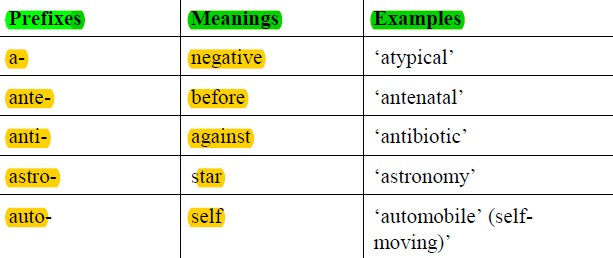 Prefixes Meanings Examples
a- negative ‘atypical’
ante- before ‘antenatal’
anti- against ‘antibiotic’
astro- star ‘astronomy’
auto- self ‘automobile’ (self-
moving)’